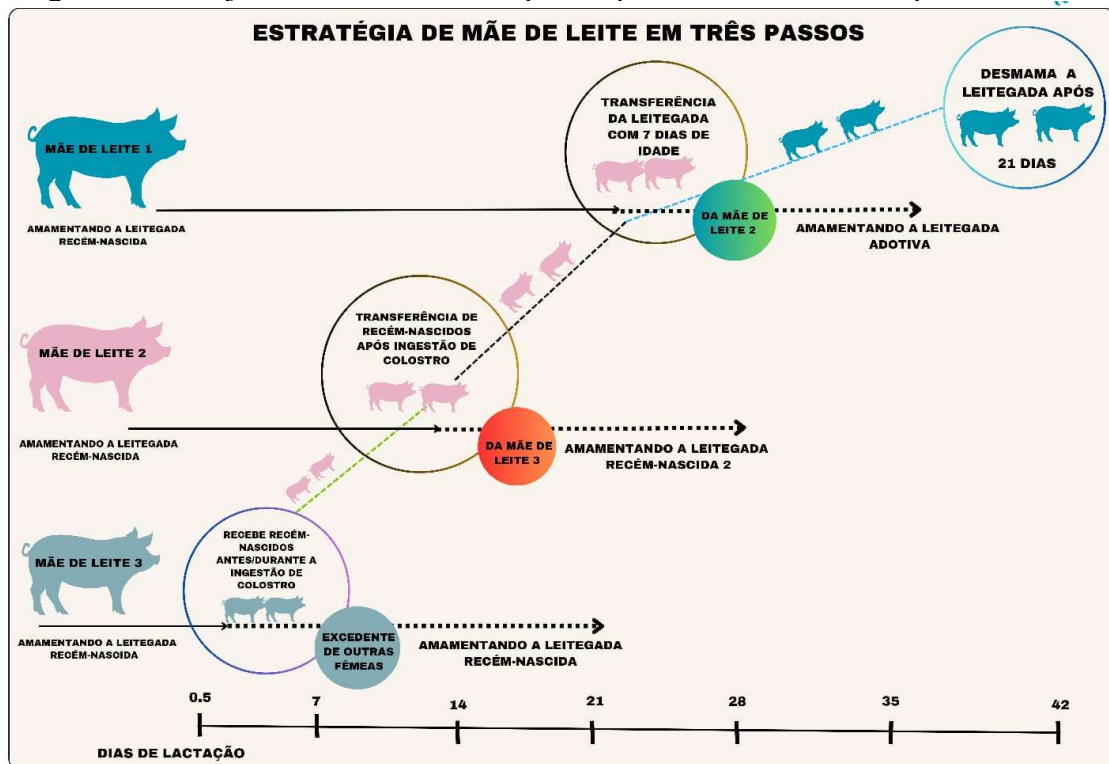 ESTRATÉGIA DE MÃE DE LEITE EM TRÊS PASSOS
DESMAMA A
LEITEGADA APÓS
21 DIAS
TRANSFERÊNCIA
DA LEITEGADA
COM 7 DIAS DE
IDADE
MÃE DE LEITE 1
AMAMENTANDO A LEITEGADA
RECÉM-NASCIDA
DA MÃE DE
LEITE 2
AMAMENTANDO A LEITEGADA
ADOTIVA
TRANSFERÊNCIA DE
RECÉM-NASCIDOS
APÓS INGESTÃO DE
COLOSTRO
MÃE DE LEITE 2
AMAMENTANDO A LEITEGADA
RECÉM-NASCIDA
DA MÃE DE
LEITE 3
AMAMENTANDO A LEITEGADA
RECÉM-NASCIDA 2
RECEBE RECÉM-
NASCIDOS
ANTES/DURANTE A
INGESTÃO DE
COLOSTRO
MÃE DE LEITE 3
AMAMENTANDO A LEITEGADA
RECÉM-NASCIDA
EXCEDENTE
DE OUTRAS
FÊMEAS
AMAMENTANDO A LEITEGADA
RECÉM-NASCIDA
0.5 7 14 21 28 35 42
DIAS DE LACTAÇÃO